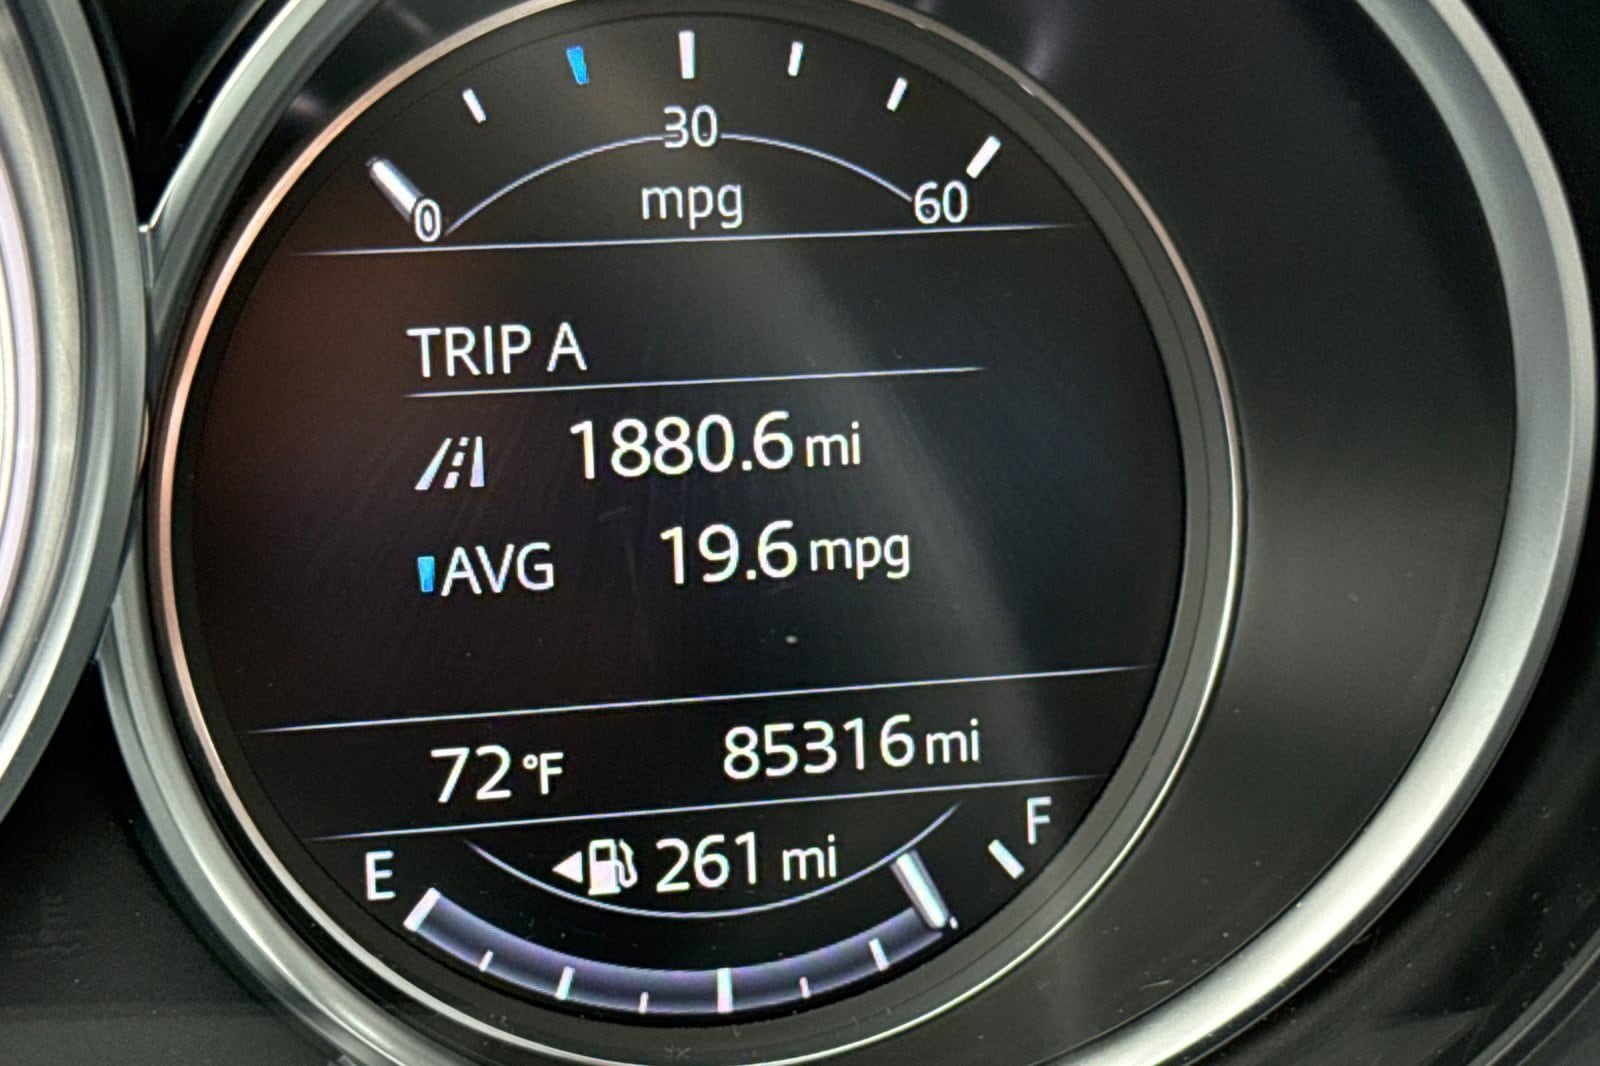 30
mpg
0 60
TRIP A
1880.6 mi
AVG 19.6 mpg
72 °F 85316 mi
E 261 mi F